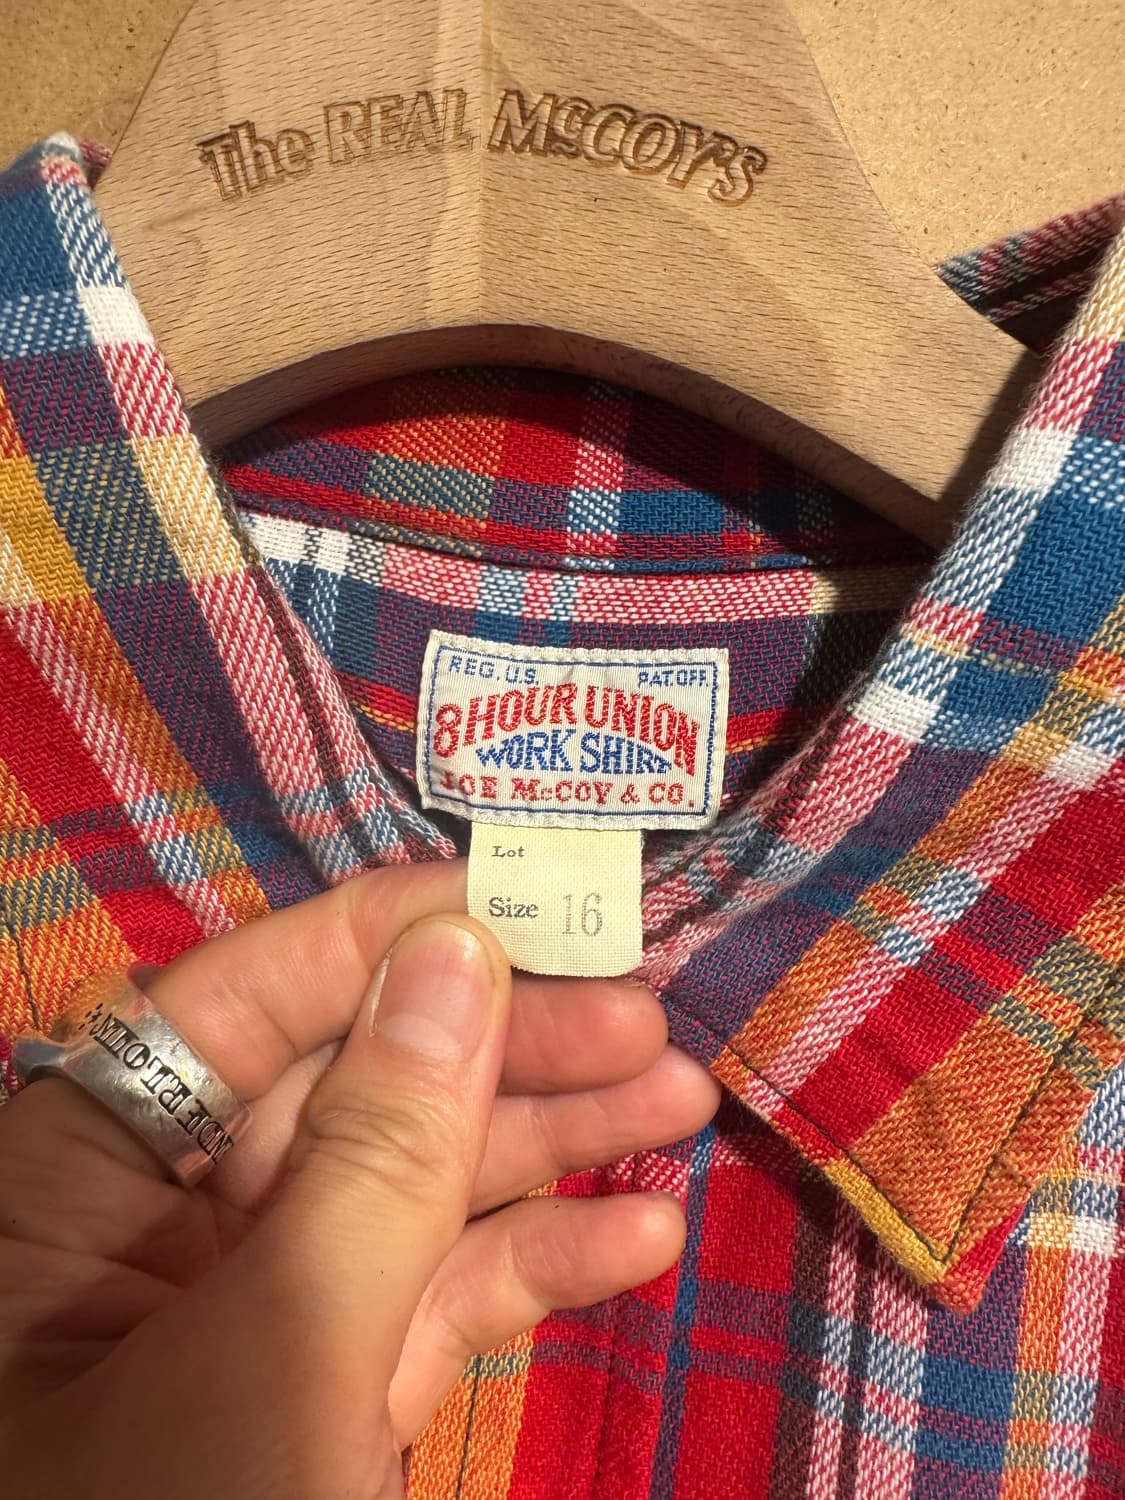 The REAL McCOY'S
REG. U.S. PAT OFF.
8 HOUR UNION
WORK SHIRT
JOE McCOY & CO.
Lot
Size 16